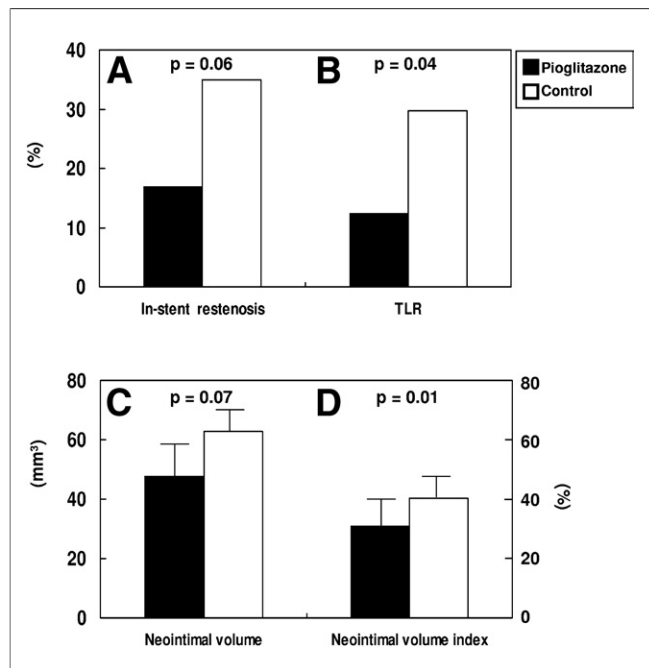 A p = 0.06 B p = 0.04
Pioglitazone
Control
40
30
20
10
0
(%)
In-stent restenosis TLR
C p = 0.07 D p = 0.01
80
60
40
20
0
(mm³)
80
60
40
20
0
(%)
Neointimal volume Neointimal volume index